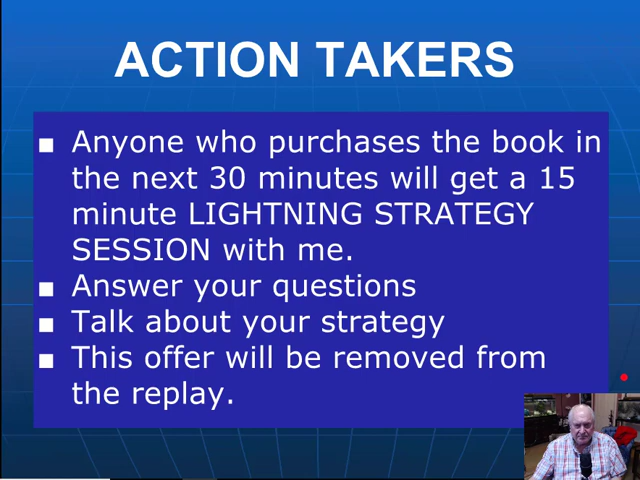 ACTION TAKERS
Anyone who purchases the book in
the next 30 minutes will get a 15
minute LIGHTNING STRATEGY
SESSION with me.
Answer your questions
Talk about your strategy
This offer will be removed from
the replay.